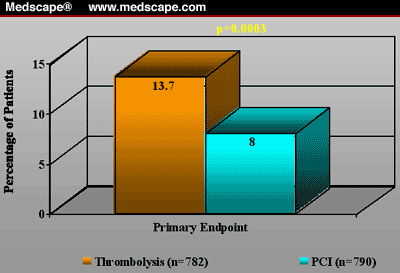 Medscape® www.medscape.com
p=0.0003
15
13.7
10
8
5
0
Percentage of Patients
Primary Endpoint
Thrombolysis (n=782) PCI (n=790)